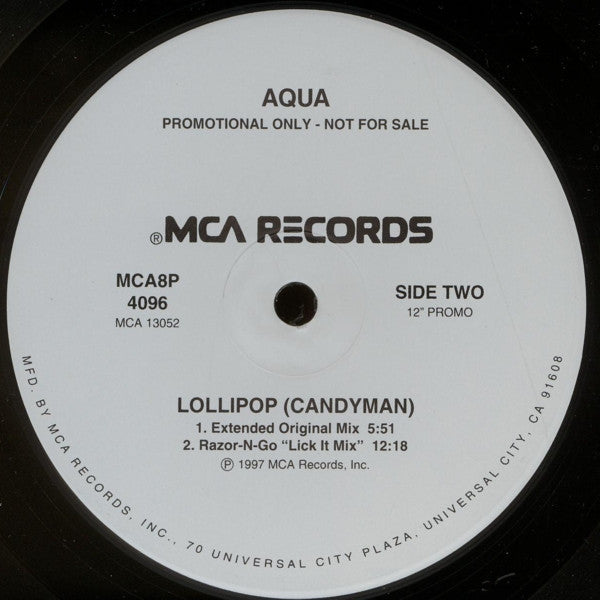 AQUA
PROMOTIONAL ONLY - NOT FOR SALE
®MCA RECORDS
MCA8P
4096
MCA 13052
SIDE TWO
12" PROMO
LOLLIPOP (CANDYMAN)
1. Extended Original Mix 5:51
2. Razor-N-Go “Lick It Mix” 12:18
℗ 1997 MCA Records, Inc.
MFD. BY MCA RECORDS, INC., 70 UNIVERSAL CITY PLAZA, UNIVERSAL CITY, CA 91608